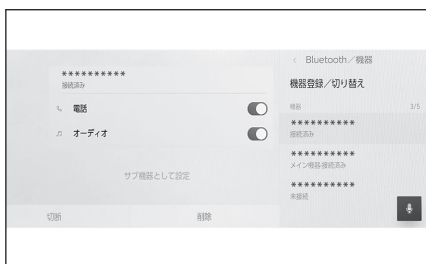 **********
接続済み
電話
オーディオ
サブ機器として設定
切断
削除
< Bluetooth／機器
機器登録／切り替え
機器 3/5
**********
接続済み
**********
メイン機器接続済み
**********
未接続